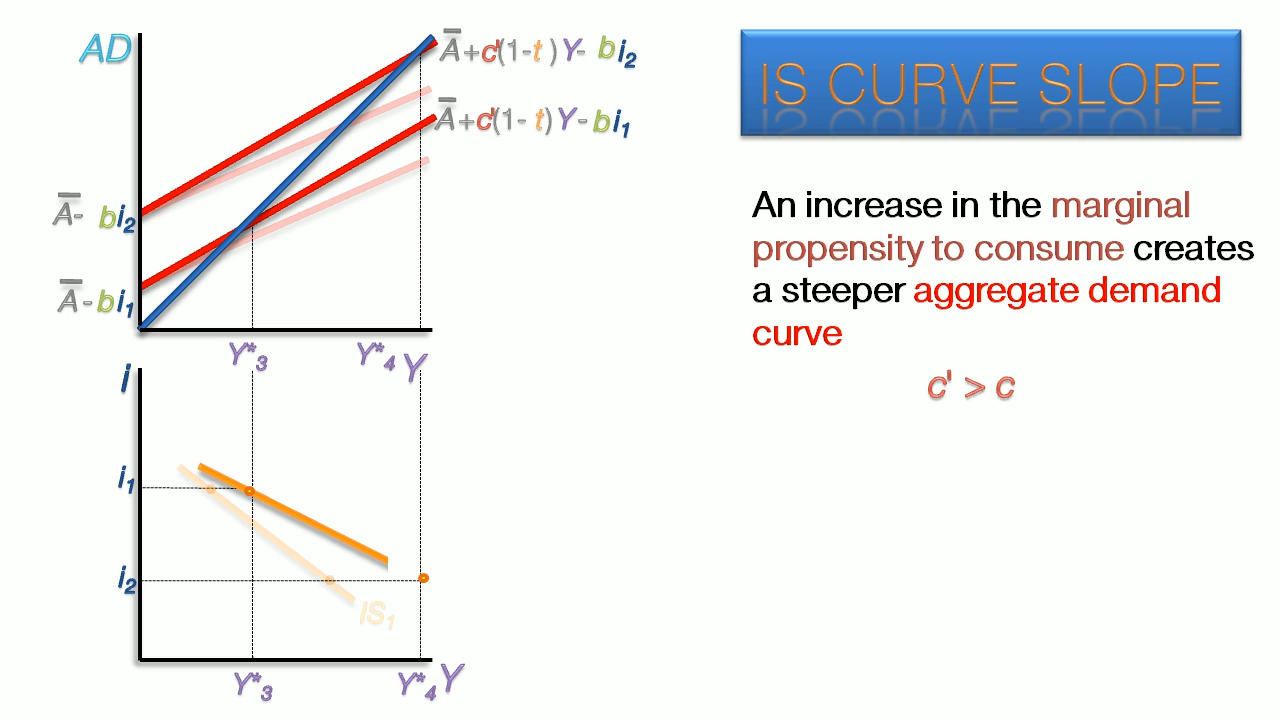 AD
A̅+c'(1-t)Y- bi₂
A̅+c'(1-t)Y-bi₁
A̅- bi₂
A̅-bi₁
Y*₃
Y*₄
Y
i
i₁
i₂
IS₁
Y*₃
Y*₄
Y
IS CURVE SLOPE
An increase in the marginal
propensity to consume creates
a steeper aggregate demand
curve
c' > c